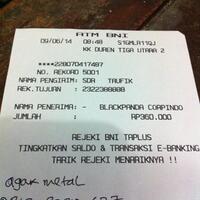 ATM BNI
09/06/14 08:48 S1GMLR11QJ
KK DUREN TIGA UTARA 2
****228070417487
NO. REKORD 5001
NAMA PENGIRIM: SDR TAUFIK
REK.TUJUAN : 2322388888
NAMA PENERIMA: - BLACKPANDA CORPINDO
JUMLAH : RP360.000
REJEKI BNI TAPLUS
TINGKATKAN SALDO & TRANSAKSI E-BANKING
TARIK REJEKI MENARIKNYA !!
agak metal